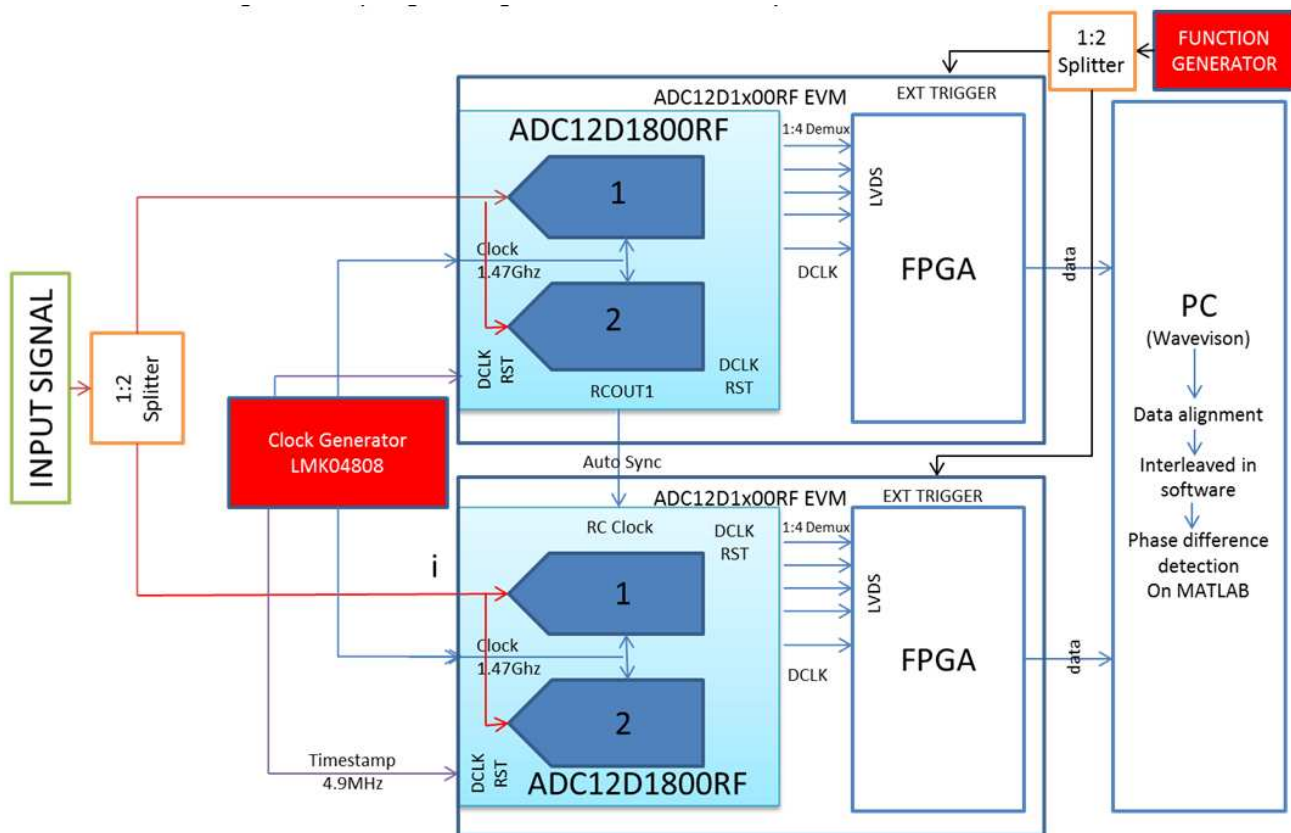 1:2
Splitter
FUNCTION
GENERATOR
ADC12D1x00RF EVM
EXT TRIGGER
ADC12D1800RF
1:4 Demux
1
LVDS
Clock
1.47Ghz
DCLK
FPGA
data
2
DCLK
RST
DCLK
RST
RCOUT1
INPUT SIGNAL
1:2
Splitter
Clock Generator
LMK04808
Auto Sync
PC
(Wavevison)
Data alignment
Interleaved in
software
Phase difference
detection
On MATLAB
ADC12D1x00RF EVM
EXT TRIGGER
RC Clock
DCLK
RST
1:4 Demux
i
1
LVDS
Clock
1.47Ghz
DCLK
FPGA
data
2
Timestamp
4.9MHz
DCLK
RST
ADC12D1800RF